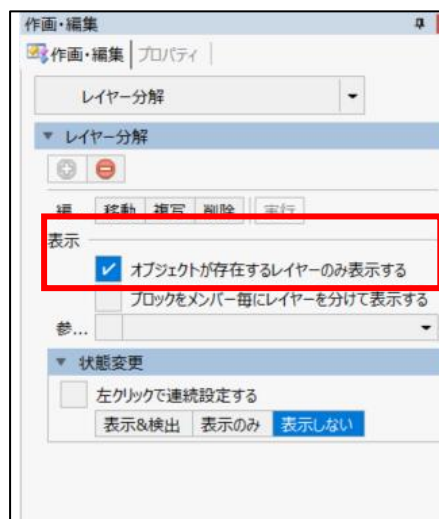 作画・編集
作画・編集 プロパティ
レイヤー分解
レイヤー分解
移動 複写 削除 実行
表示
オブジェクトが存在するレイヤーのみ表示する
ブロックをメンバー毎にレイヤーを分けて表示する
参...
状態変更
左クリックで連続設定する
表示&検出 表示のみ 表示しない